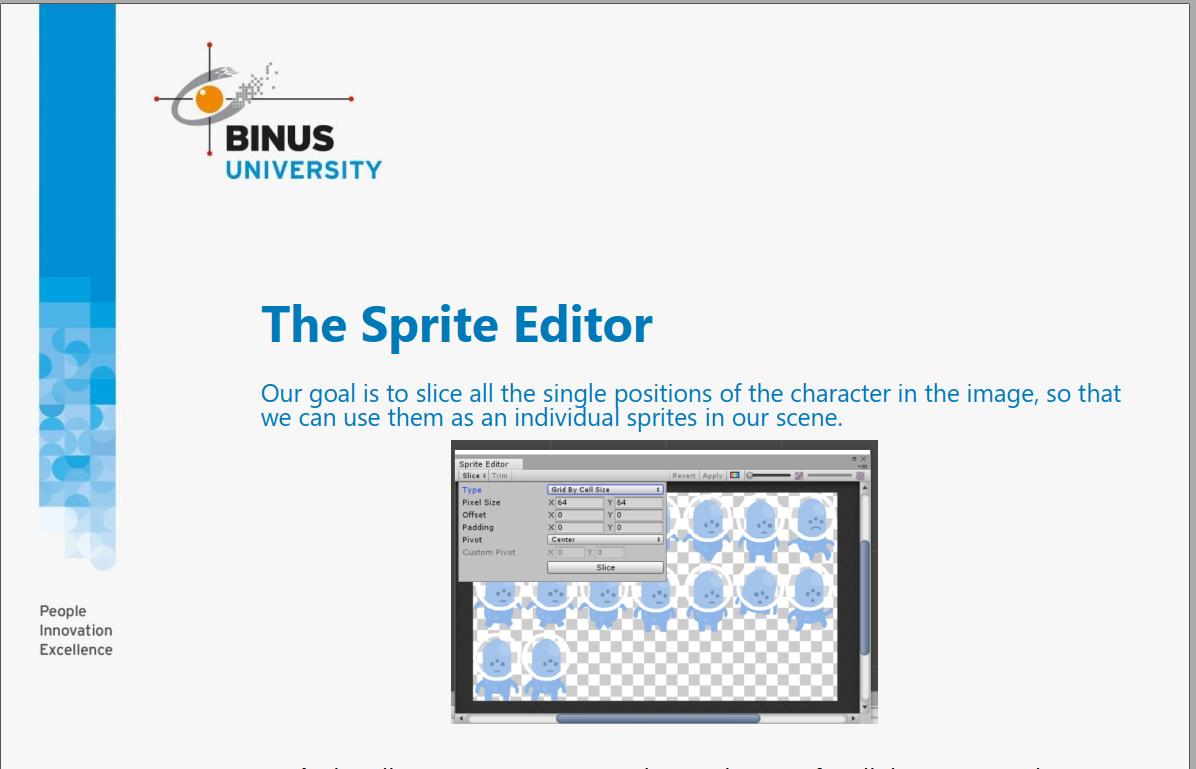 BINUS
UNIVERSITY
The Sprite Editor
Our goal is to slice all the single positions of the character in the image, so that
we can use them as an individual sprites in our scene.
Sprite Editor
Slice Trim Revert Apply
Type Grid By Cell Size
Pixel Size X 64 Y 64
Offset X 0 Y 0
Padding X 0 Y 0
Pivot Center
Custom Pivot X 0 Y 0
Slice
People
Innovation
Excellence